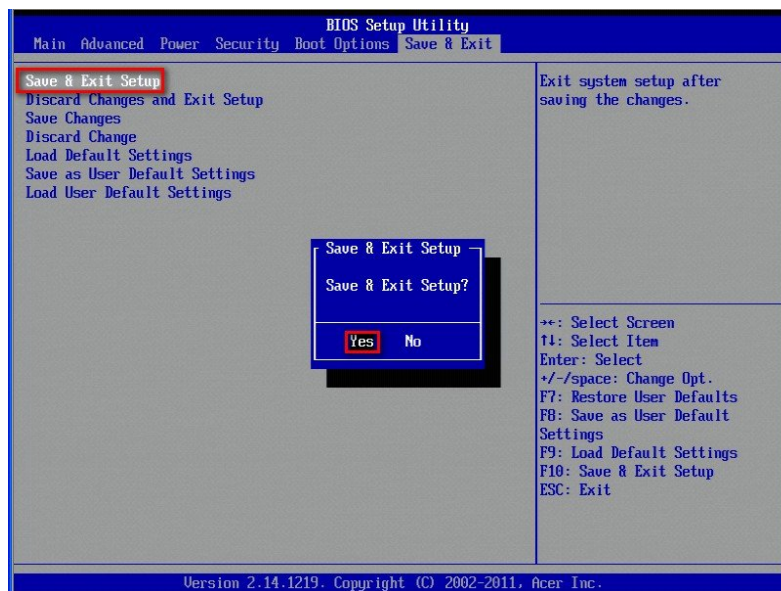 BIOS Setup Utility
Main Advanced Power Security Boot Options Save & Exit
Save & Exit Setup
Discard Changes and Exit Setup
Save Changes
Discard Change
Load Default Settings
Save as User Default Settings
Load User Default Settings
Exit system setup after
saving the changes.
Save & Exit Setup
Save & Exit Setup?
Yes No
→←: Select Screen
↑↓: Select Item
Enter: Select
+/-/space: Change Opt.
F7: Restore User Defaults
F8: Save as User Default
Settings
F9: Load Default Settings
F10: Save & Exit Setup
ESC: Exit
Version 2.14.1219. Copyright (C) 2002-2011, Acer Inc.